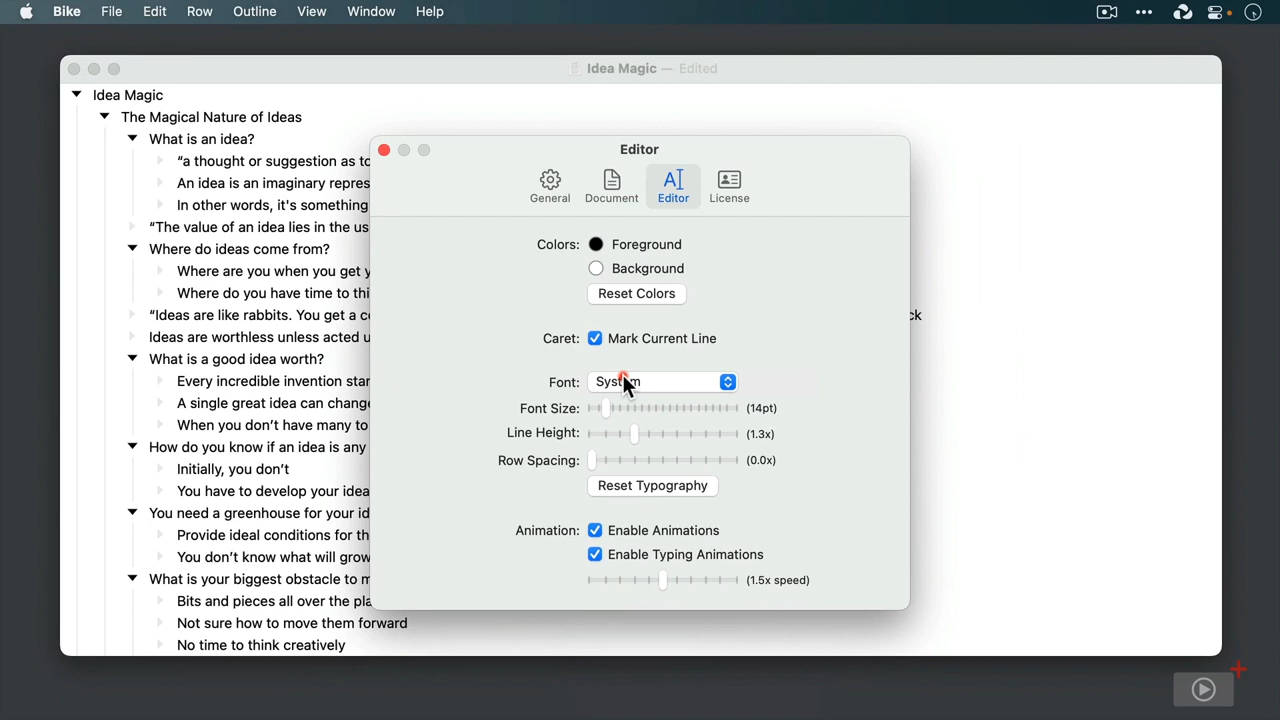 Bike File Edit Row Outline View Window Help
Idea Magic — Edited
Idea Magic
The Magical Nature of Ideas
What is an idea?
“a thought or suggestion as to
An idea is an imaginary repres
In other words, it's something
“The value of an idea lies in the us
Where do ideas come from?
Where are you when you get y
Where do you have time to thi
“Ideas are like rabbits. You get a c ck
Ideas are worthless unless acted u
What is a good idea worth?
Every incredible invention star
A single great idea can change
When you don’t have many to
How do you know if an idea is any
Initially, you don’t
You have to develop your idea
You need a greenhouse for your id
Provide ideal conditions for th
You don’t know what will grow
What is your biggest obstacle to m
Bits and pieces all over the pla
Not sure how to move them forward
No time to think creatively
Editor
General Document Editor License
Colors: Foreground
Background
Reset Colors
Caret: Mark Current Line
Font: System
Font Size: (14pt)
Line Height: (1.3x)
Row Spacing: (0.0x)
Reset Typography
Animation: Enable Animations
Enable Typing Animations
(1.5x speed)